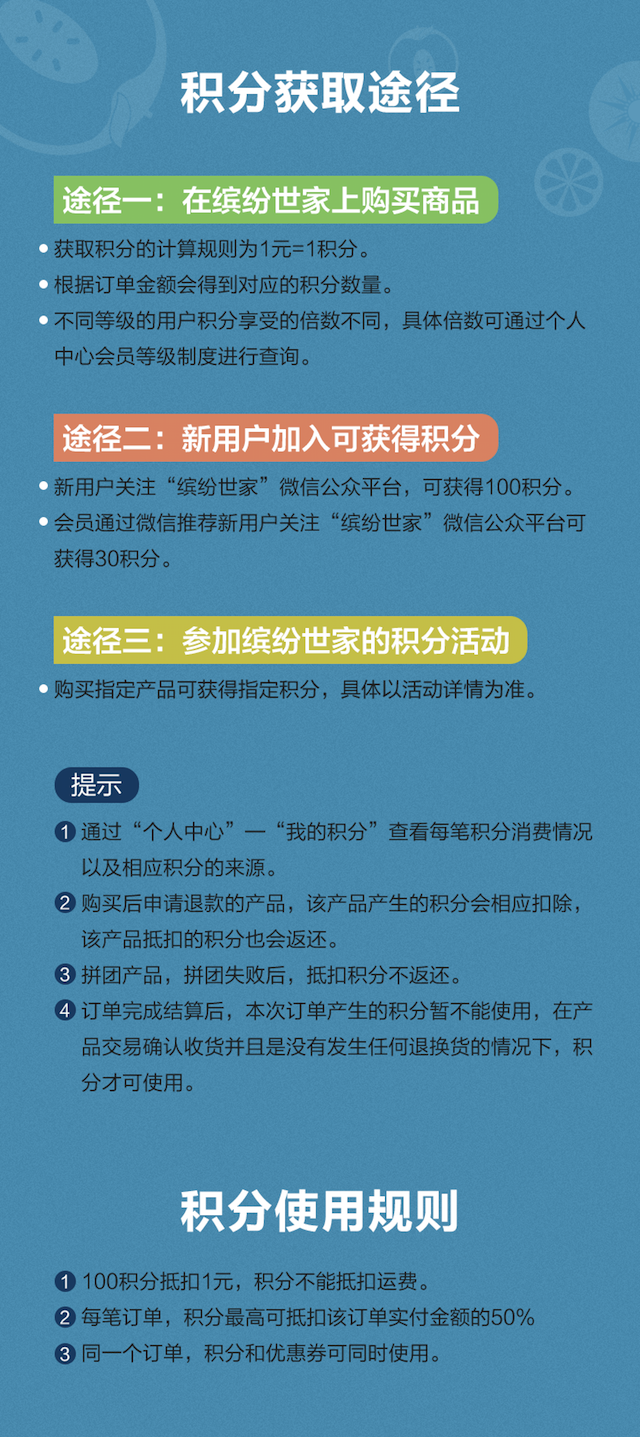 积分获取途径
途径一：在缤纷世家上购买商品
获取积分的计算规则为1元=1积分。
根据订单金额会得到对应的积分数量。
不同等级的用户积分享受的倍数不同，具体倍数可通过个人
中心会员等级制度进行查询。
途径二：新用户加入可获得积分
新用户关注“缤纷世家”微信公众平台，可获得100积分。
会员通过微信推荐新用户关注“缤纷世家”微信公众平台可
获得30积分。
途径三：参加缤纷世家的积分活动
购买指定产品可获得指定积分，具体以活动详情为准。
提示
1 通过“个人中心”—“我的积分”查看每笔积分消费情况
以及相应积分的来源。
2 购买后申请退款的产品，该产品产生的积分会相应扣除，
该产品抵扣的积分也会返还。
3 拼团产品，拼团失败后，抵扣积分不返还。
4 订单完成结算后，本次订单产生的积分暂不能使用，在产
品交易确认收货并且是没有发生任何退换货的情况下，积
分才可使用。
积分使用规则
1 100积分抵扣1元，积分不能抵扣运费。
2 每笔订单，积分最高可抵扣该订单实付金额的50%
3 同一个订单，积分和优惠券可同时使用。